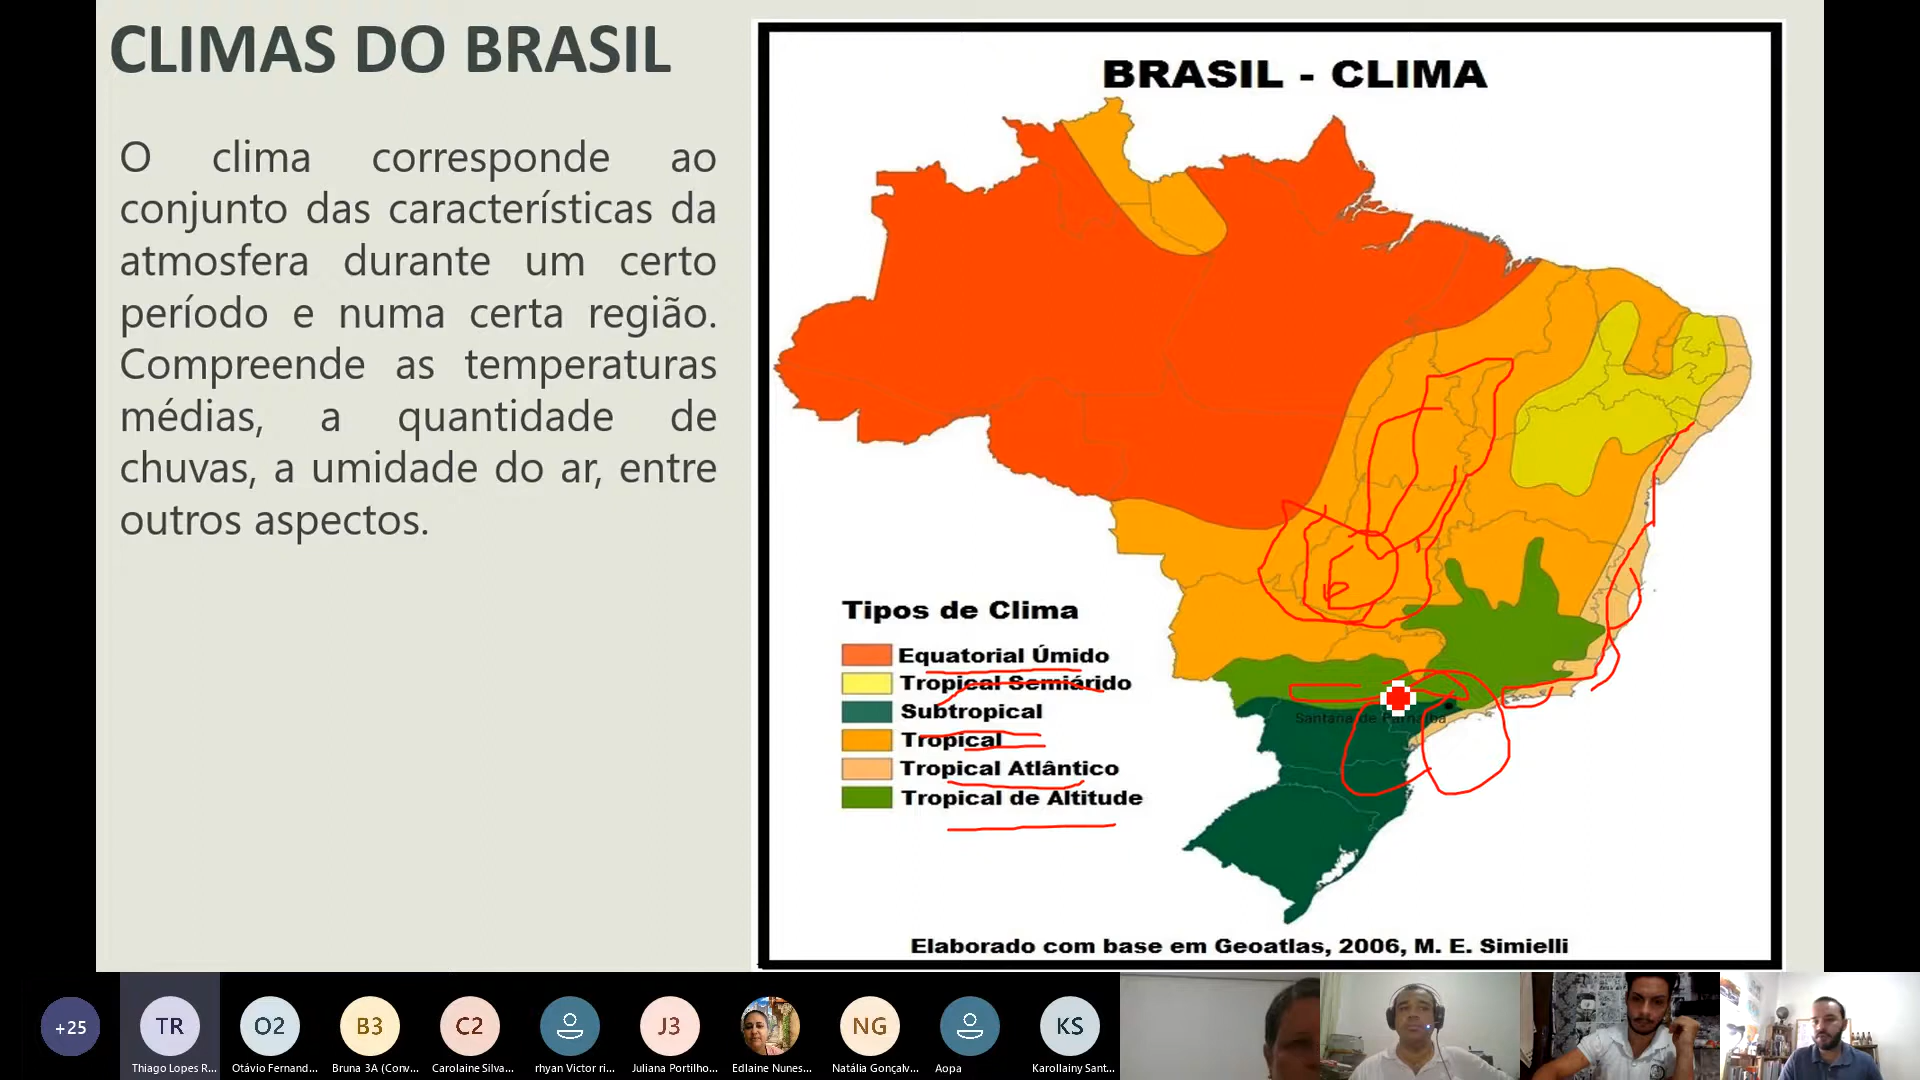 CLIMAS DO BRASIL
O clima corresponde ao
conjunto das características da
atmosfera durante um certo
período e numa certa região.
Compreende as temperaturas
médias, a quantidade de
chuvas, a umidade do ar, entre
outros aspectos.
BRASIL - CLIMA
Santana de Parnaíba
Tipos de Clima
Equatorial Úmido
Tropical Semiárido
Subtropical
Tropical
Tropical Atlântico
Tropical de Altitude
Elaborado com base em Geoatlas, 2006, M. E. Simielli
+25
TR
O2
B3
C2
J3
NG
KS
Thiago Lopes R...
Otávio Fernand...
Bruna 3A (Conv...
Carolaine Silva...
rhyan Victor ri...
Juliana Portilho...
Edlaine Nunes...
Natália Gonçalv...
Aopa
Karollainy Sant...